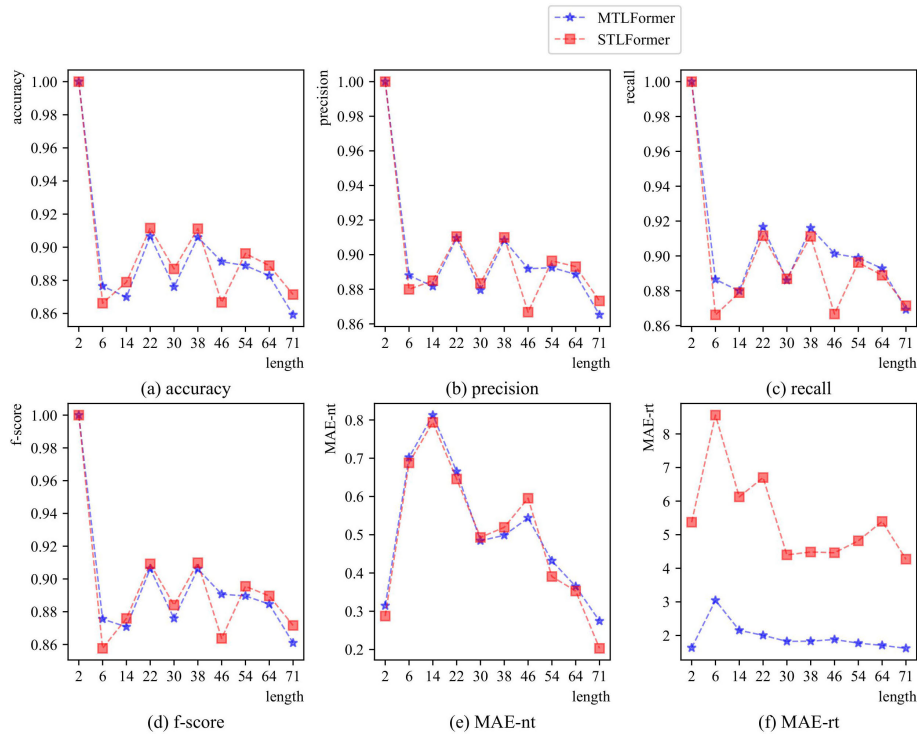 MTLFormer
STLFormer
accuracy
1.00
0.98
0.96
0.94
0.92
0.90
0.88
0.86
2 6 14 22 30 38 46 54 64 71
length
(a) accuracy
precision
1.00
0.98
0.96
0.94
0.92
0.90
0.88
0.86
2 6 14 22 30 38 46 54 64 71
length
(b) precision
recall
1.00
0.98
0.96
0.94
0.92
0.90
0.88
0.86
2 6 14 22 30 38 46 54 64 71
length
(c) recall
f-score
1.00
0.98
0.96
0.94
0.92
0.90
0.88
0.86
2 6 14 22 30 38 46 54 64 71
length
(d) f-score
MAE-nt
0.8
0.7
0.6
0.5
0.4
0.3
0.2
2 6 14 22 30 38 46 54 64 71
length
(e) MAE-nt
MAE-rt
8
7
6
5
4
3
2
2 6 14 22 30 38 46 54 64 71
length
(f) MAE-rt